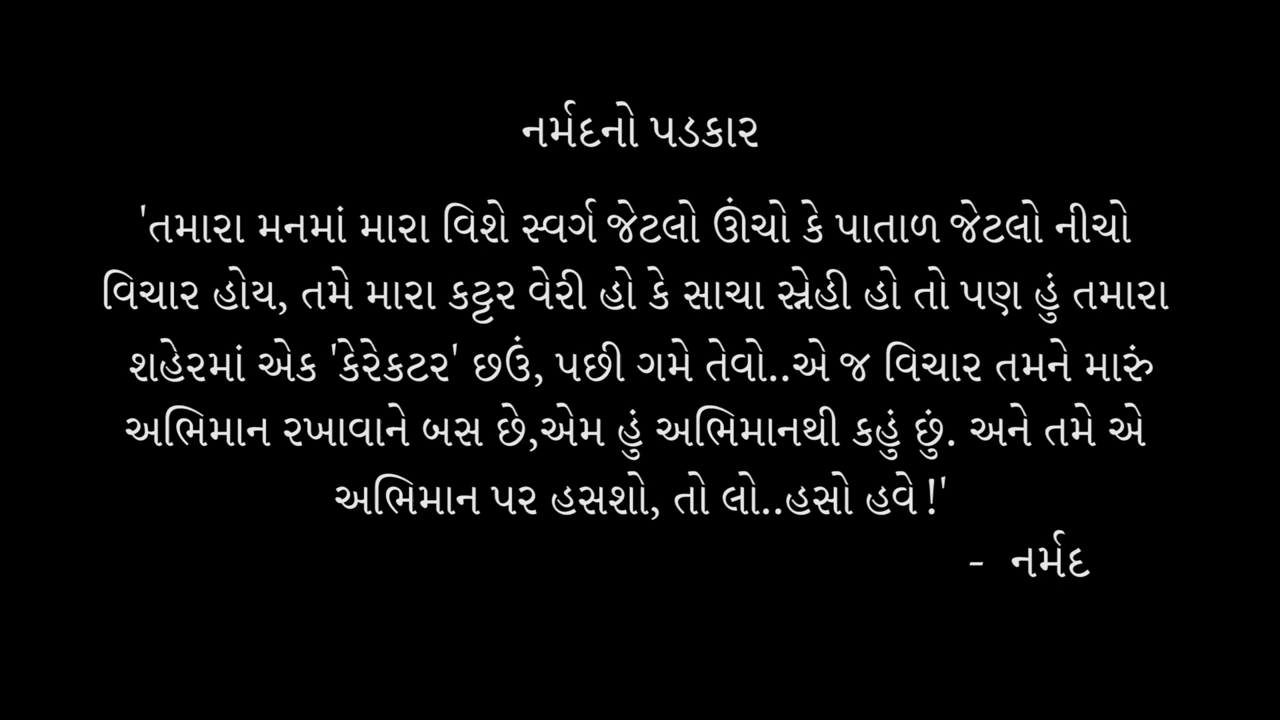 નર્મદનો પડકાર
'તમારા મનમાં મારા વિશે સ્વર્ગ જેટલો ઊંચો કે પાતાળ જેટલો નીચો
વિચાર હોય, તમે મારા કટ્ટર વેરી હો કે સાચા સ્નેહી હો તો પણ હું તમારા
શહેરમાં એક 'કેરેકટર' છઉં, પછી ગમે તેવો..એ જ વિચાર તમને મારું
અભિમાન રખાવાને બસ છે,એમ હું અભિમાનથી કહું છું. અને તમે એ
અભિમાન પર હસશો, તો લો..હસો હવે !'
- નર્મદ